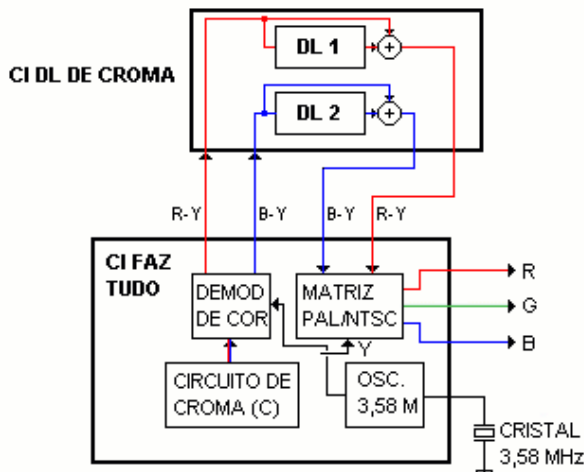 DL 1
CI DL DE CROMA
DL 2
R-Y
B-Y
B-Y
R-Y
CI FAZ
TUDO
DEMOD
DE COR
MATRIZ
PAL/NTSC
R
G
B
Y
CIRCUITO DE
CROMA (C)
OSC.
3,58 M
CRISTAL
3,58 MHz